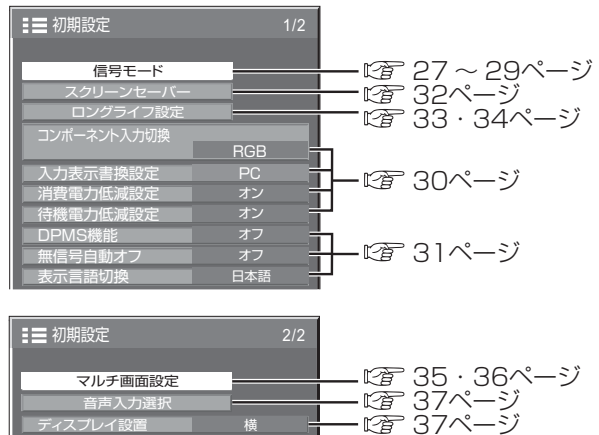 初期設定 1/2
信号モード
27 ~ 29ページ
スクリーンセーバー
32ページ
ロングライフ設定
33・34ページ
コンポーネント入力切換
RGB
入力表示書換設定 PC
30ページ
消費電力低減設定 オン
待機電力低減設定 オン
DPMS機能 オフ
無信号自動オフ オフ
31ページ
表示言語切換 日本語
初期設定 2/2
マルチ画面設定
35・36ページ
音声入力選択
37ページ
ディスプレイ設置 横
37ページ